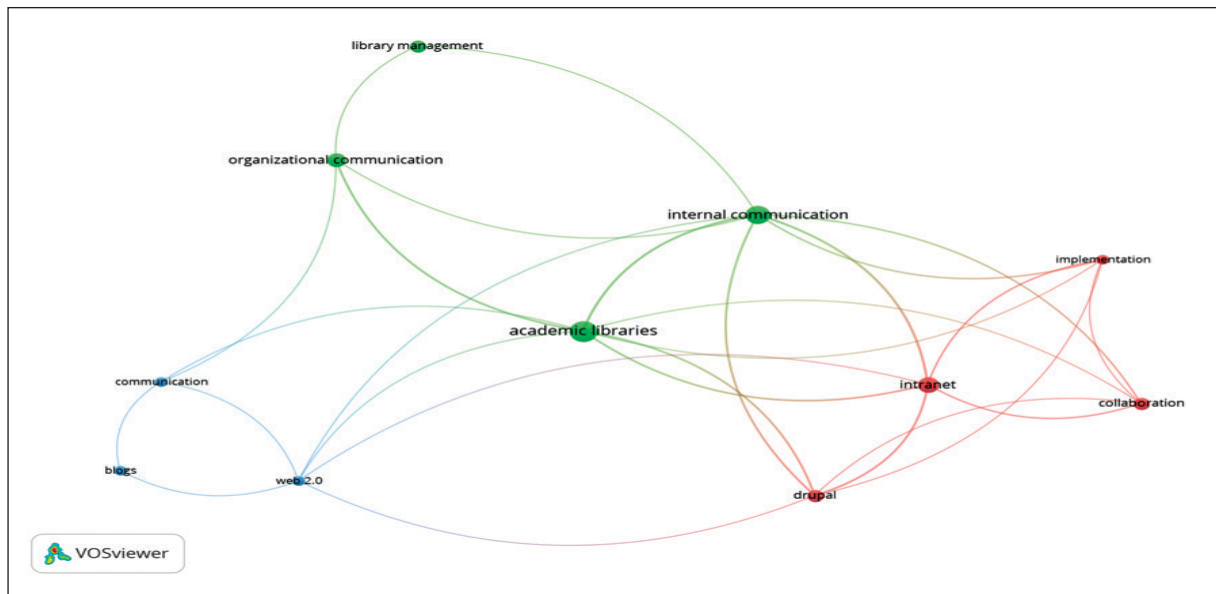 library management
organizational communication
internal communication
implementation
academic libraries
communication
intranet
collaboration
blogs
web 2.0
drupal
VOSviewer